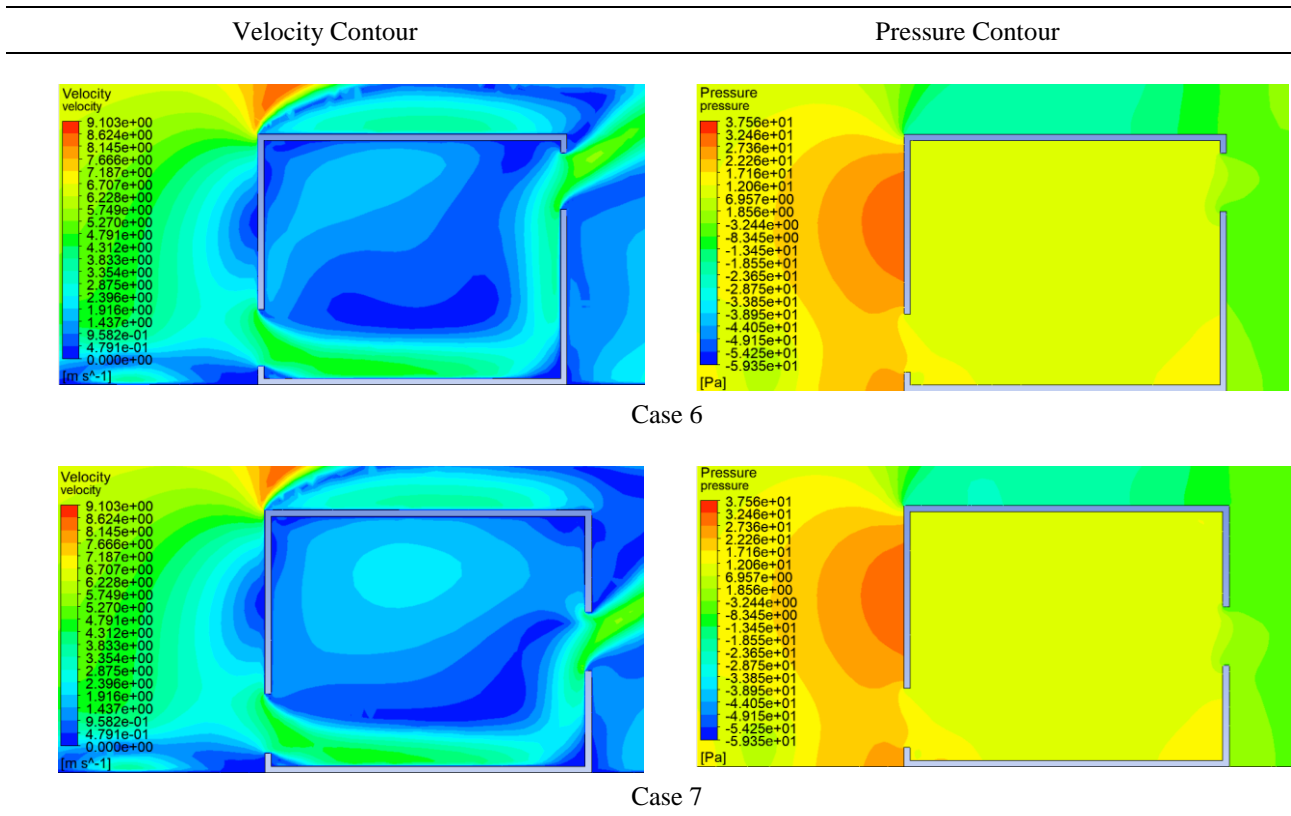 Velocity Contour
Pressure Contour
Velocity
velocity
9.103e+00
8.624e+00
8.145e+00
7.666e+00
7.187e+00
6.707e+00
6.228e+00
5.749e+00
5.270e+00
4.791e+00
4.312e+00
3.833e+00
3.354e+00
2.875e+00
2.396e+00
1.916e+00
1.437e+00
9.582e-01
4.791e-01
0.000e+00
[m s^-1]
Pressure
pressure
3.756e+01
3.246e+01
2.736e+01
2.226e+01
1.716e+01
1.206e+01
6.957e+00
1.856e+00
-3.244e+00
-8.345e+00
-1.345e+01
-1.855e+01
-2.365e+01
-2.875e+01
-3.385e+01
-3.895e+01
-4.405e+01
-4.915e+01
-5.425e+01
-5.935e+01
[Pa]
Case 6
Velocity
velocity
9.103e+00
8.624e+00
8.145e+00
7.666e+00
7.187e+00
6.707e+00
6.228e+00
5.749e+00
5.270e+00
4.791e+00
4.312e+00
3.833e+00
3.354e+00
2.875e+00
2.396e+00
1.916e+00
1.437e+00
9.582e-01
4.791e-01
0.000e+00
[m s^-1]
Pressure
pressure
3.756e+01
3.246e+01
2.736e+01
2.226e+01
1.716e+01
1.206e+01
6.957e+00
1.856e+00
-3.244e+00
-8.345e+00
-1.345e+01
-1.855e+01
-2.365e+01
-2.875e+01
-3.385e+01
-3.895e+01
-4.405e+01
-4.915e+01
-5.425e+01
-5.935e+01
[Pa]
Case 7